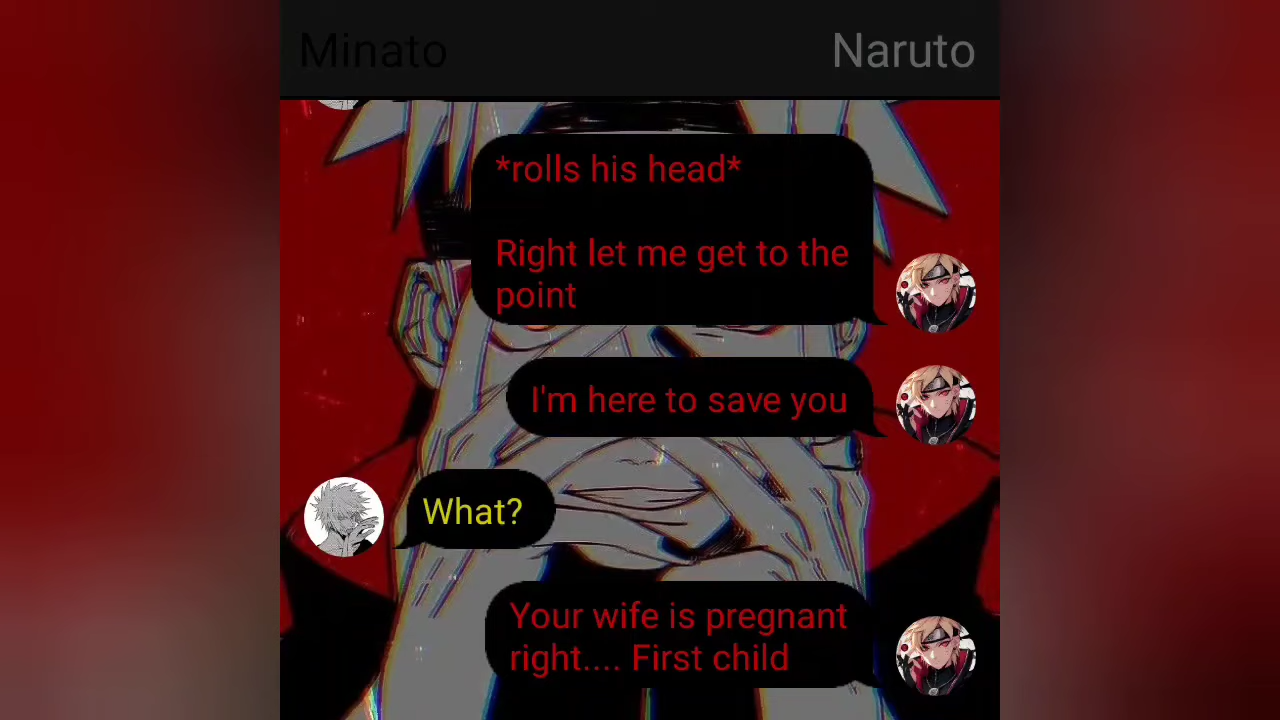 Minato
Naruto
*rolls his head*
Right let me get to the
point
I'm here to save you
What?
Your wife is pregnant
right.... First child